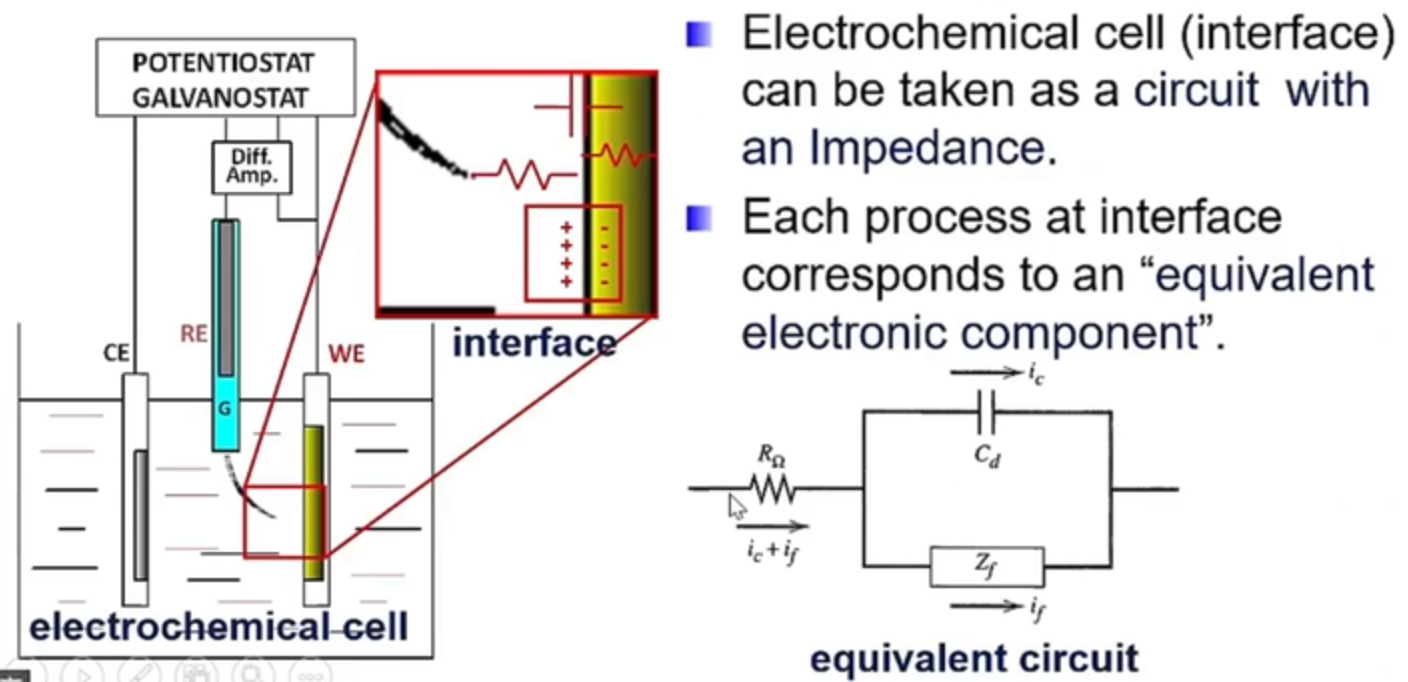 POTENTIOSTAT
GALVANOSTAT
Diff.
Amp.
RE
CE
WE
G
+ -
+ -
+ -
+ -
interface
electrochemical cell
Electrochemical cell (interface)
can be taken as a circuit with
an Impedance.
Each process at interface
corresponds to an “equivalent
electronic component”.
i_c
C_d
R_Ω
i_c + i_f
Z_f
i_f
equivalent circuit